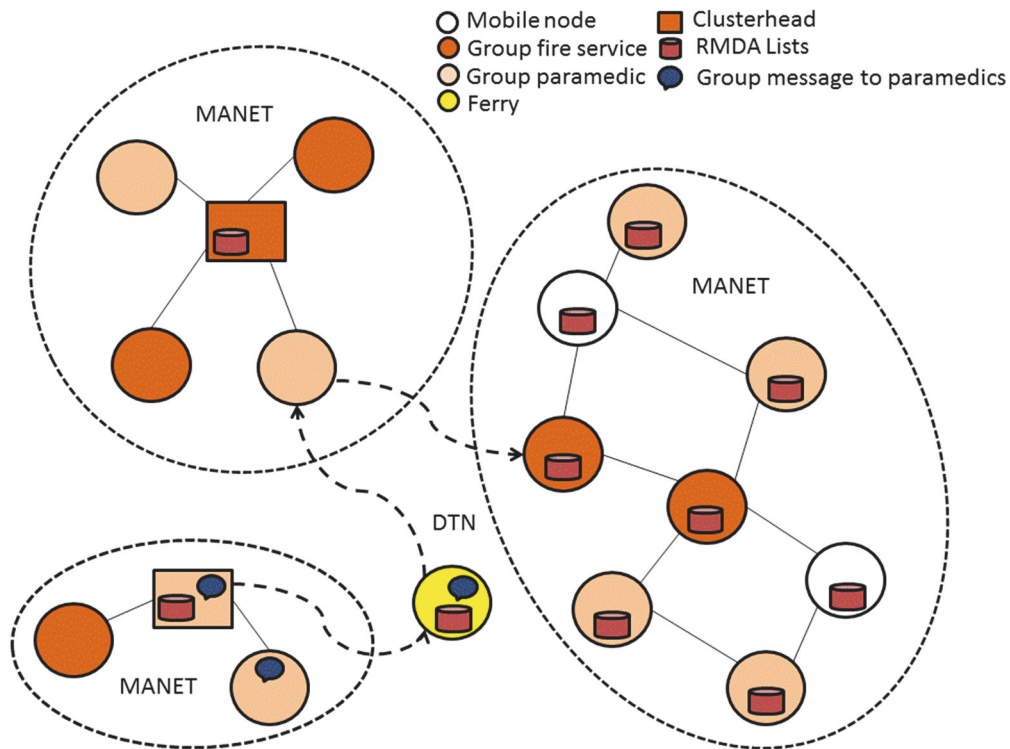 Mobile node
Clusterhead
Group fire service
RMDA Lists
Group paramedic
Group message to paramedics
Ferry
MANET
MANET
DTN
MANET